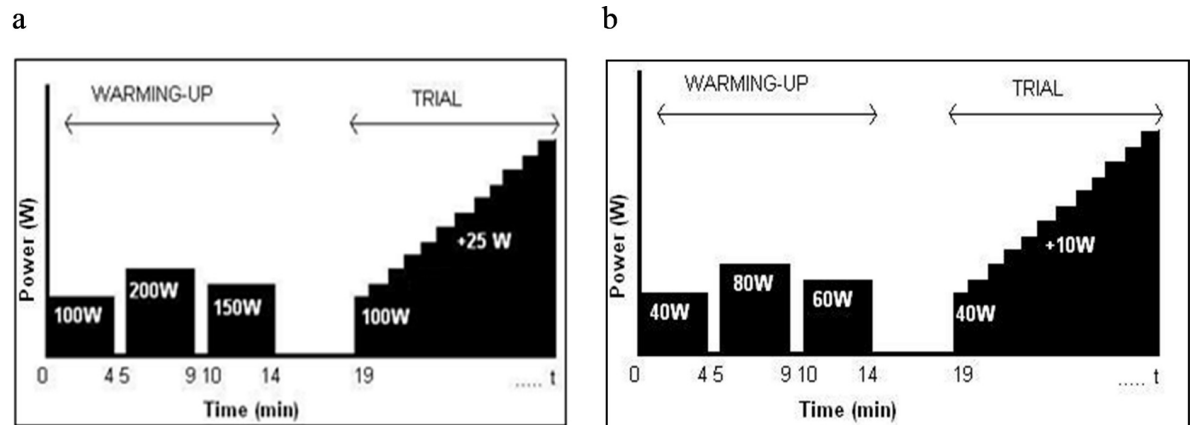 a
WARMING-UP
TRIAL
Power (W)
100W
200W
150W
100W
+25 W
0 4 5 9 10 14 19 ..... t
Time (min)
b
WARMING-UP
TRIAL
Power (W)
40W
80W
60W
40W
+10W
0 4 5 9 10 14 19 ..... t
Time (min)